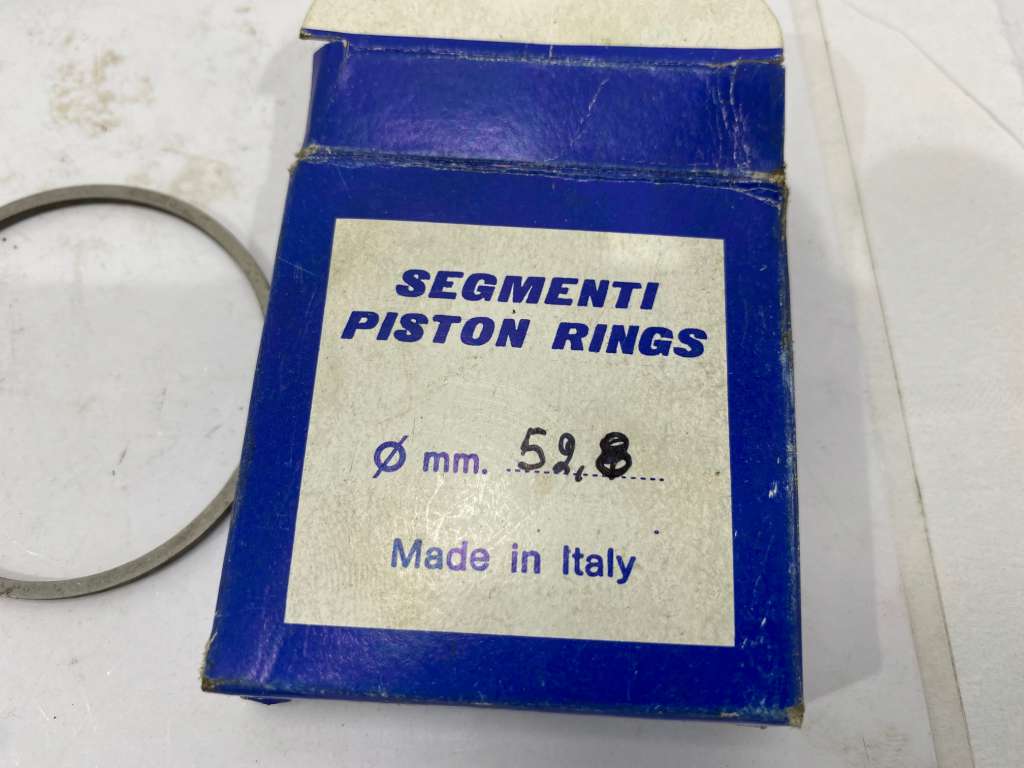 SEGMENTI
PISTON RINGS
Ø mm. 52,8
Made in Italy